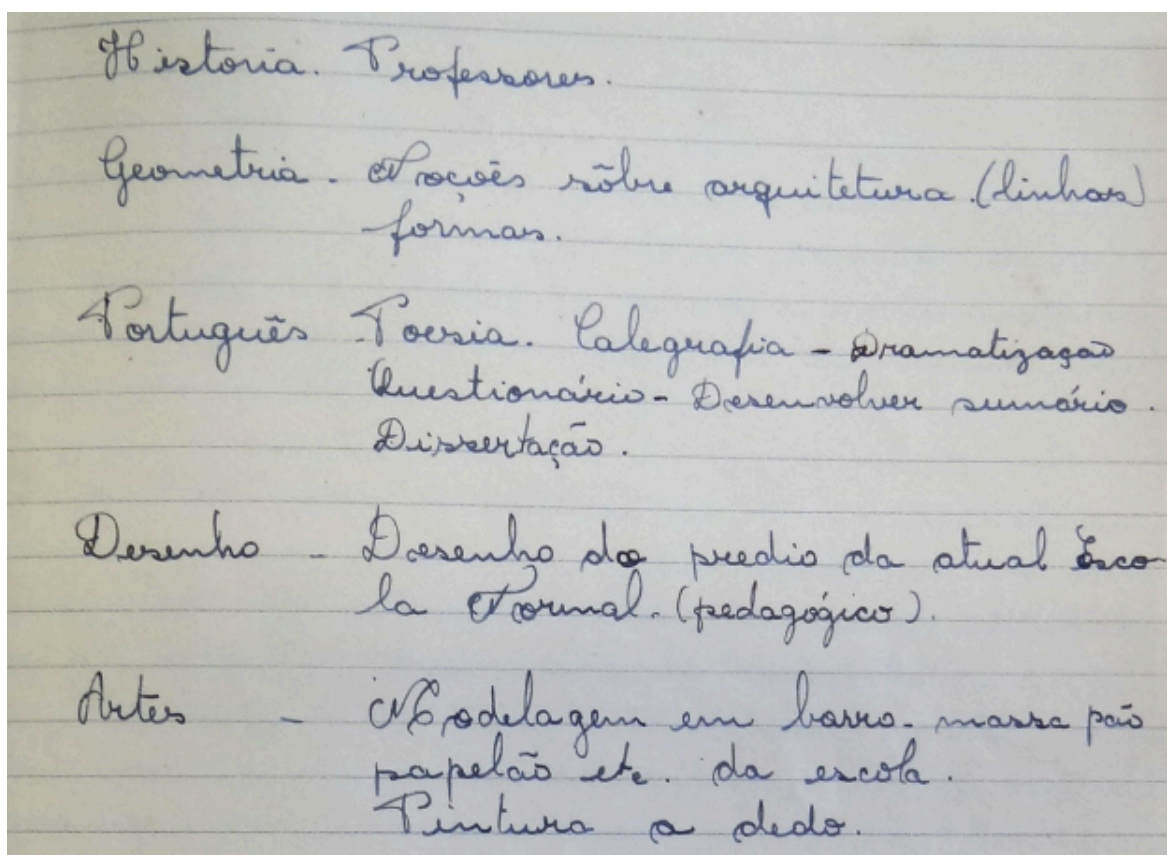 Historia. Professores.
Geometria. Noções sôbre arquitetura. (linhas)
formas.
Português - Poesia. Calegrafia - Dramatizaçao
Questionário - Desenvolver sumário.
Dissertação.
Desenho - Desenho do predio da atual Esco-
la Normal. (pedagógico).
Artes - Modelagem em barro - massa pão
papelão etc. da escola.
Pintura a dedo.